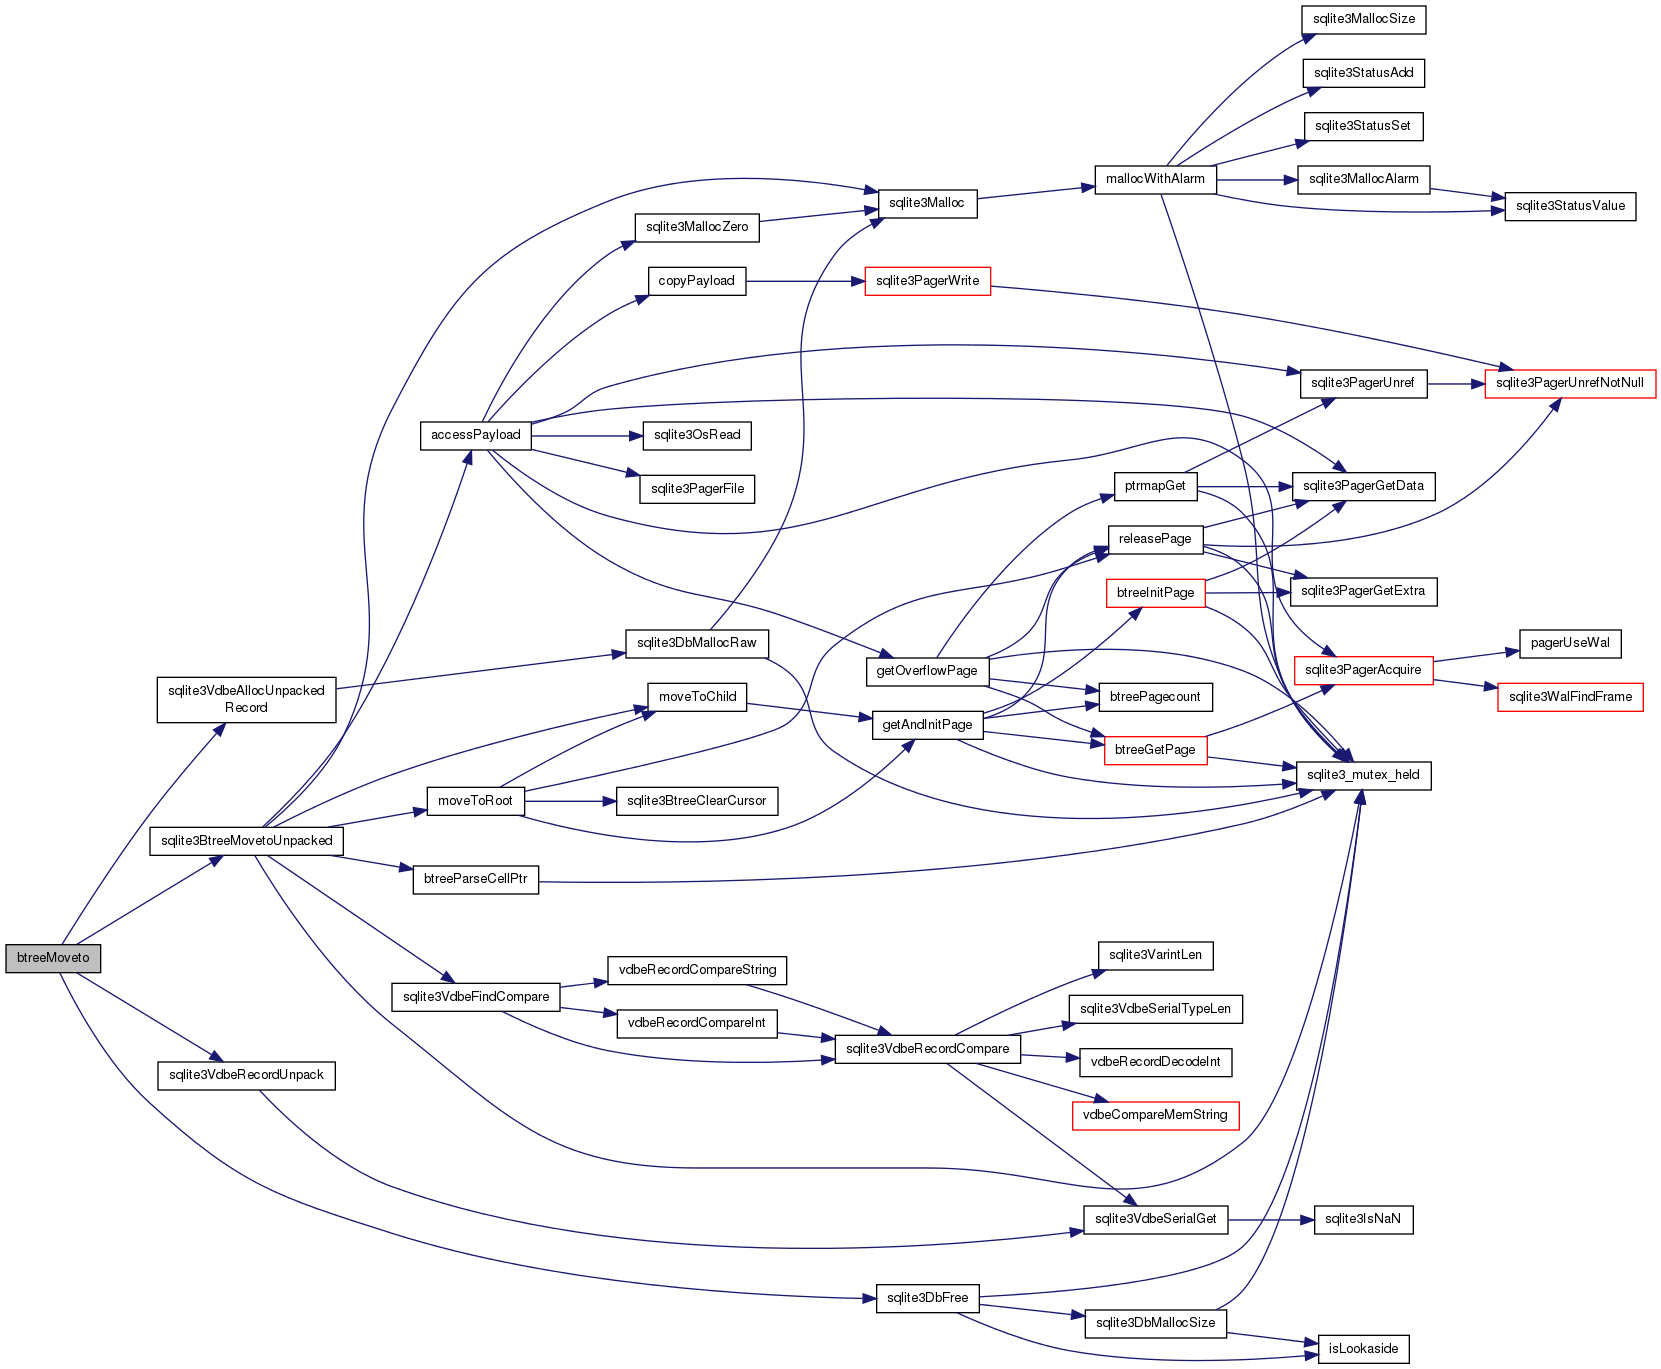 sqlite3MallocSize
sqlite3StatusAdd
sqlite3StatusSet
mallocWithAlarm
sqlite3MallocAlarm
sqlite3Malloc
sqlite3StatusValue
sqlite3MallocZero
copyPayload
sqlite3PagerWrite
sqlite3PagerUnref
sqlite3PagerUnrefNotNull
accessPayload
sqlite3OsRead
sqlite3PagerFile
ptrmapGet
sqlite3PagerGetData
releasePage
btreeInitPage
sqlite3PagerGetExtra
sqlite3DbMallocRaw
pagerUseWal
getOverflowPage
sqlite3PagerAcquire
sqlite3VdbeAllocUnpacked
Record
moveToChild
btreePagecount
sqlite3WalFindFrame
getAndInitPage
btreeGetPage
sqlite3_mutex_held
moveToRoot
sqlite3BtreeClearCursor
sqlite3BtreeMovetoUnpacked
btreeParseCellPtr
btreeMoveto
sqlite3VarintLen
vdbeRecordCompareString
sqlite3VdbeFindCompare
sqlite3VdbeSerialTypeLen
vdbeRecordCompareInt
sqlite3VdbeRecordCompare
vdbeRecordDecodeInt
sqlite3VdbeRecordUnpack
vdbeCompareMemString
sqlite3VdbeSerialGet
sqlite3IsNaN
sqlite3DbFree
sqlite3DbMallocSize
isLookaside